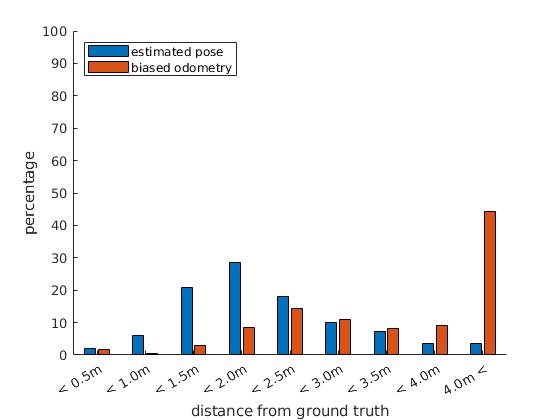 100
90
80
70
60
50
40
30
20
10
0
percentage
estimated pose
biased odometry
< 0.5m
< 1.0m
< 1.5m
< 2.0m
< 2.5m
< 3.0m
< 3.5m
< 4.0m
4.0m <
distance from ground truth